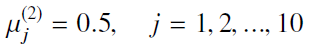 μ_j^{(2)} = 0.5, j = 1, 2, ..., 10